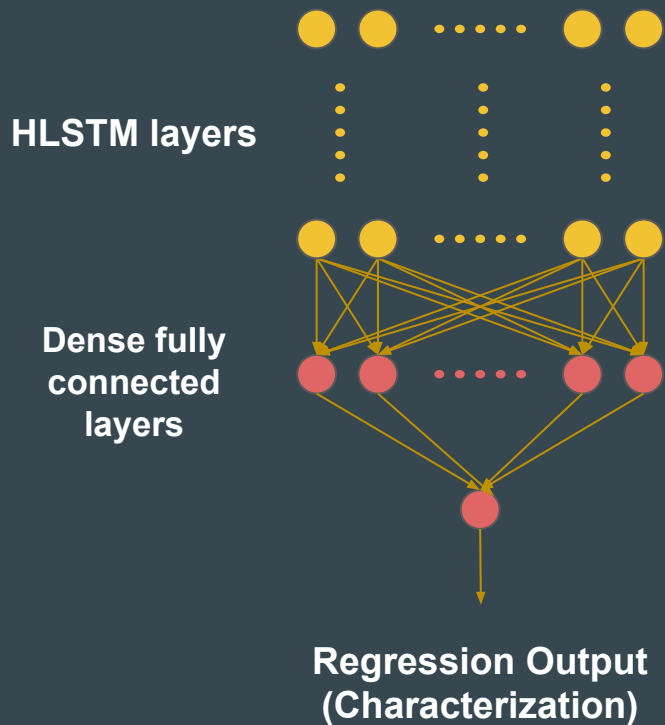 HLSTM layers
Dense fully
connected
layers
Regression Output
(Characterization)